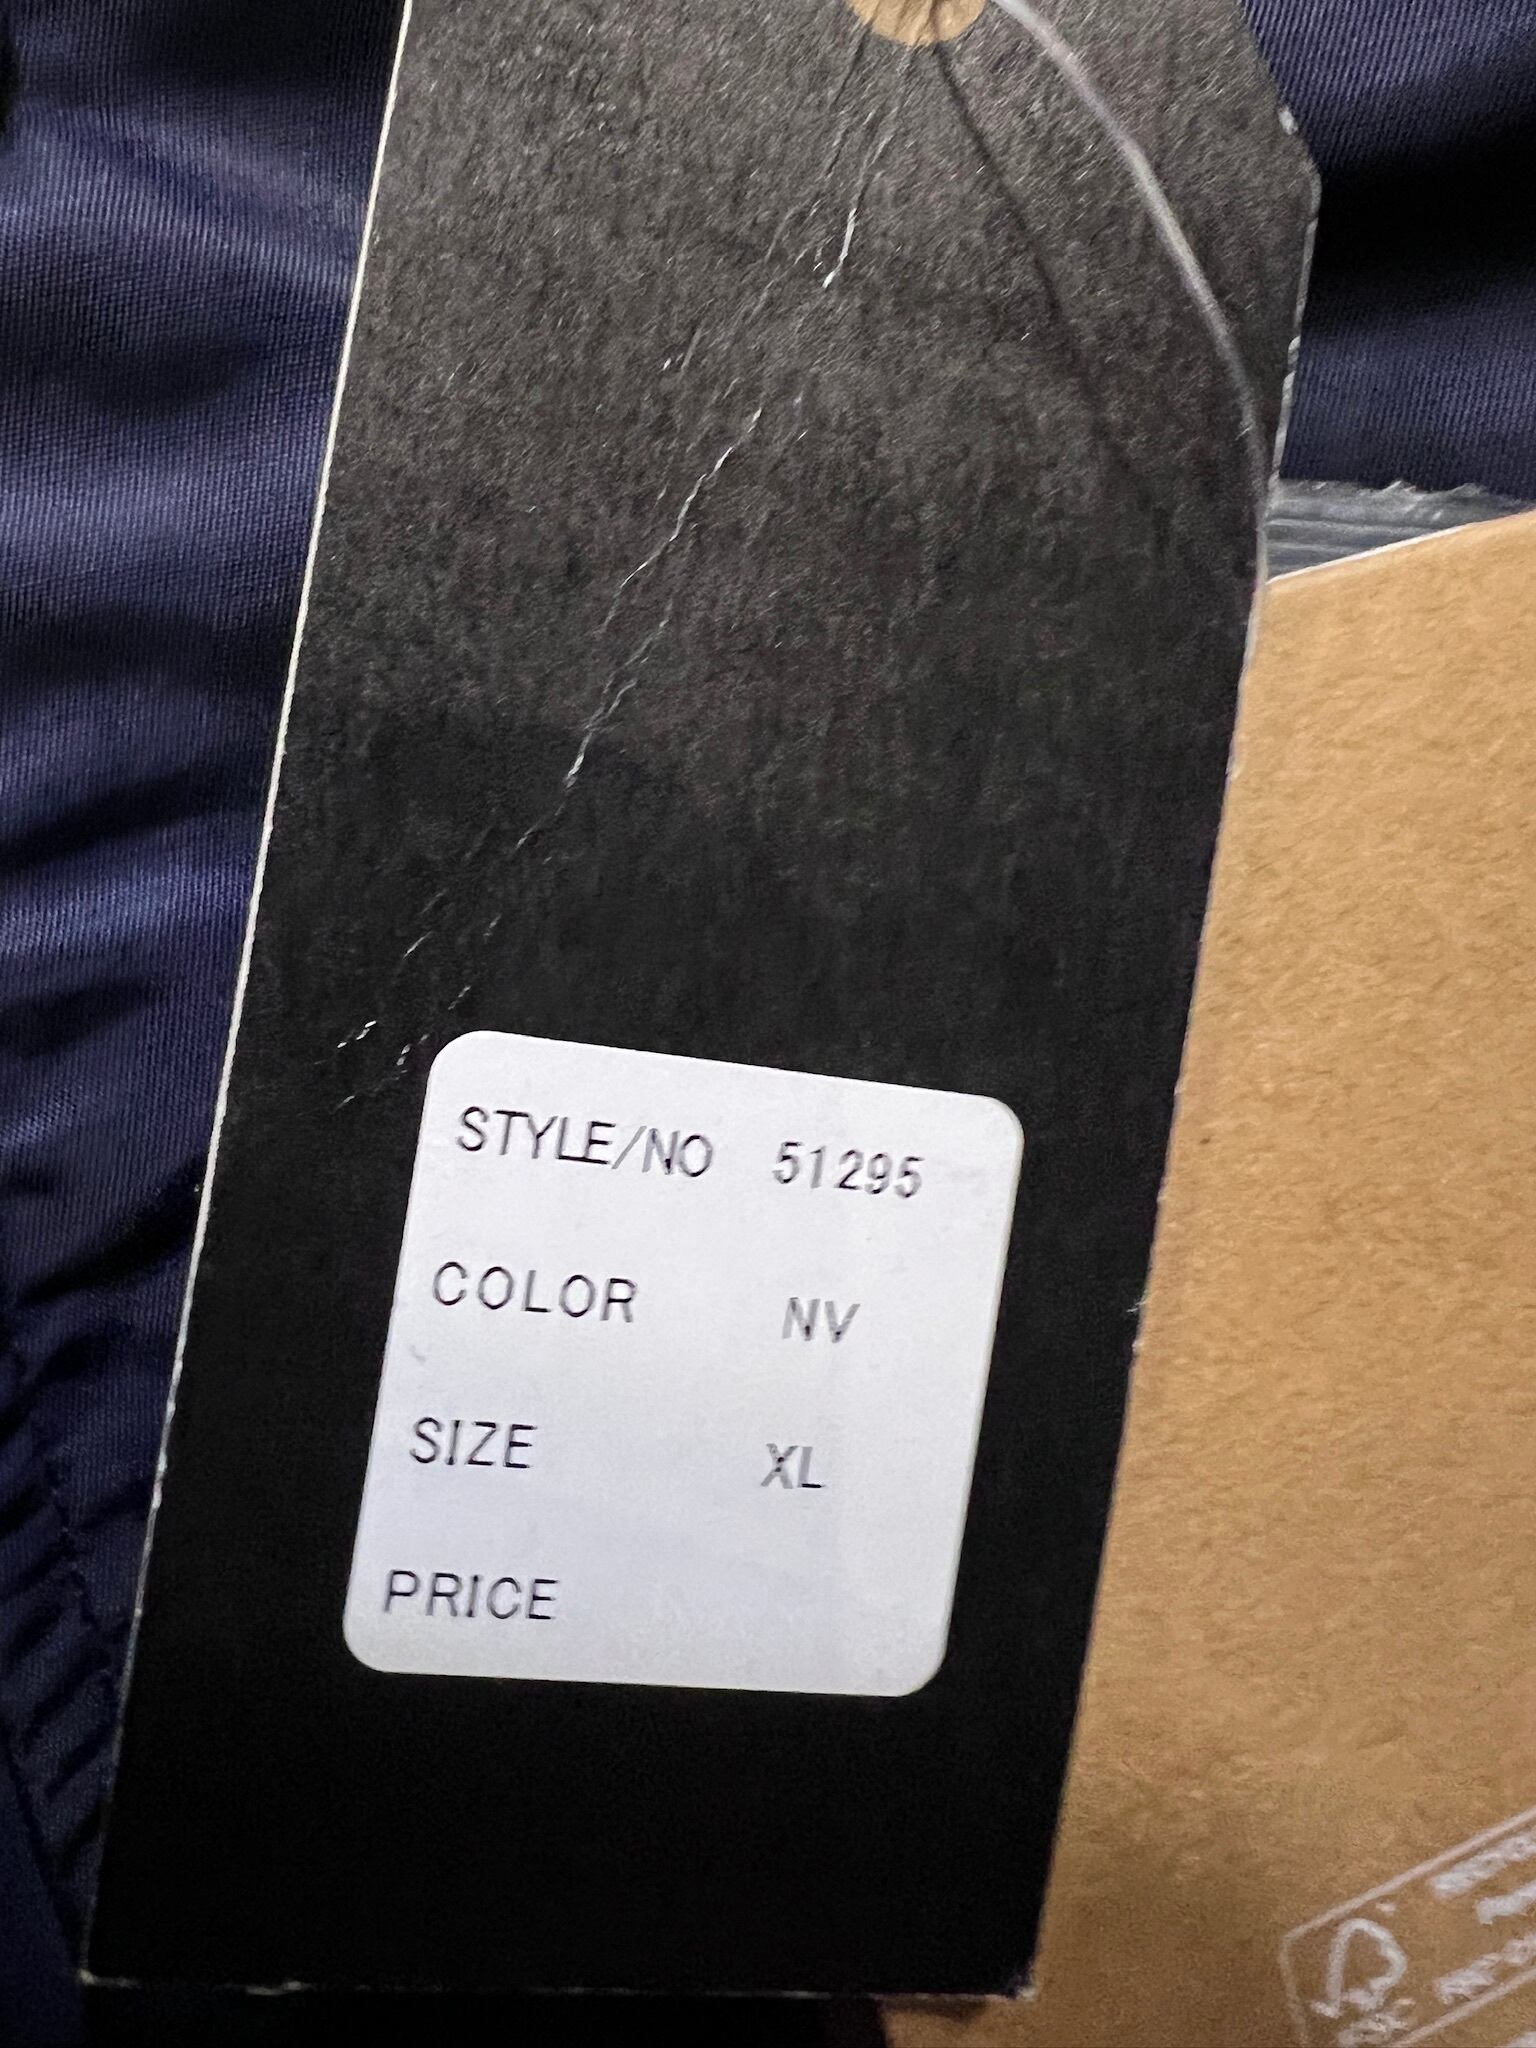 STYLE/NO 51295
COLOR NV
SIZE XL
PRICE